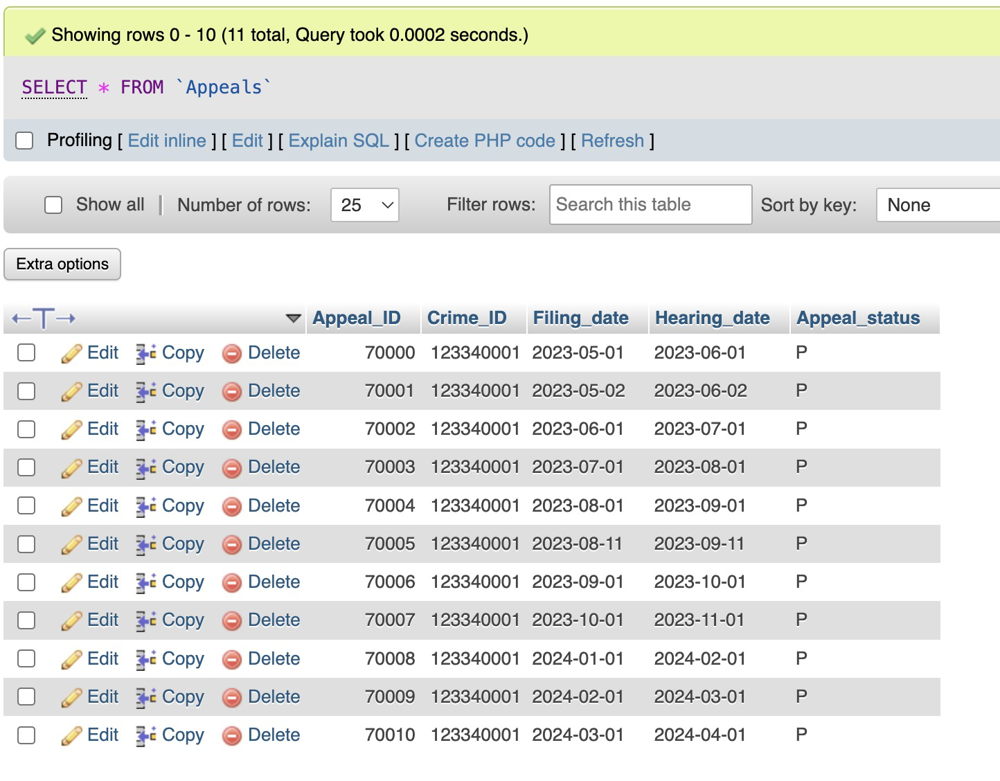 Showing rows 0 - 10 (11 total, Query took 0.0002 seconds.)
SELECT * FROM `Appeals`
Profiling [ Edit inline ] [ Edit ] [ Explain SQL ] [ Create PHP code ] [ Refresh ]
Show all | Number of rows: 25 Filter rows: Search this table Sort by key: None
Extra options
←T→ Appeal_ID Crime_ID Filing_date Hearing_date Appeal_status
Edit Copy Delete 70000 123340001 2023-05-01 2023-06-01 P
Edit Copy Delete 70001 123340001 2023-05-02 2023-06-02 P
Edit Copy Delete 70002 123340001 2023-06-01 2023-07-01 P
Edit Copy Delete 70003 123340001 2023-07-01 2023-08-01 P
Edit Copy Delete 70004 123340001 2023-08-01 2023-09-01 P
Edit Copy Delete 70005 123340001 2023-08-11 2023-09-11 P
Edit Copy Delete 70006 123340001 2023-09-01 2023-10-01 P
Edit Copy Delete 70007 123340001 2023-10-01 2023-11-01 P
Edit Copy Delete 70008 123340001 2024-01-01 2024-02-01 P
Edit Copy Delete 70009 123340001 2024-02-01 2024-03-01 P
Edit Copy Delete 70010 123340001 2024-03-01 2024-04-01 P